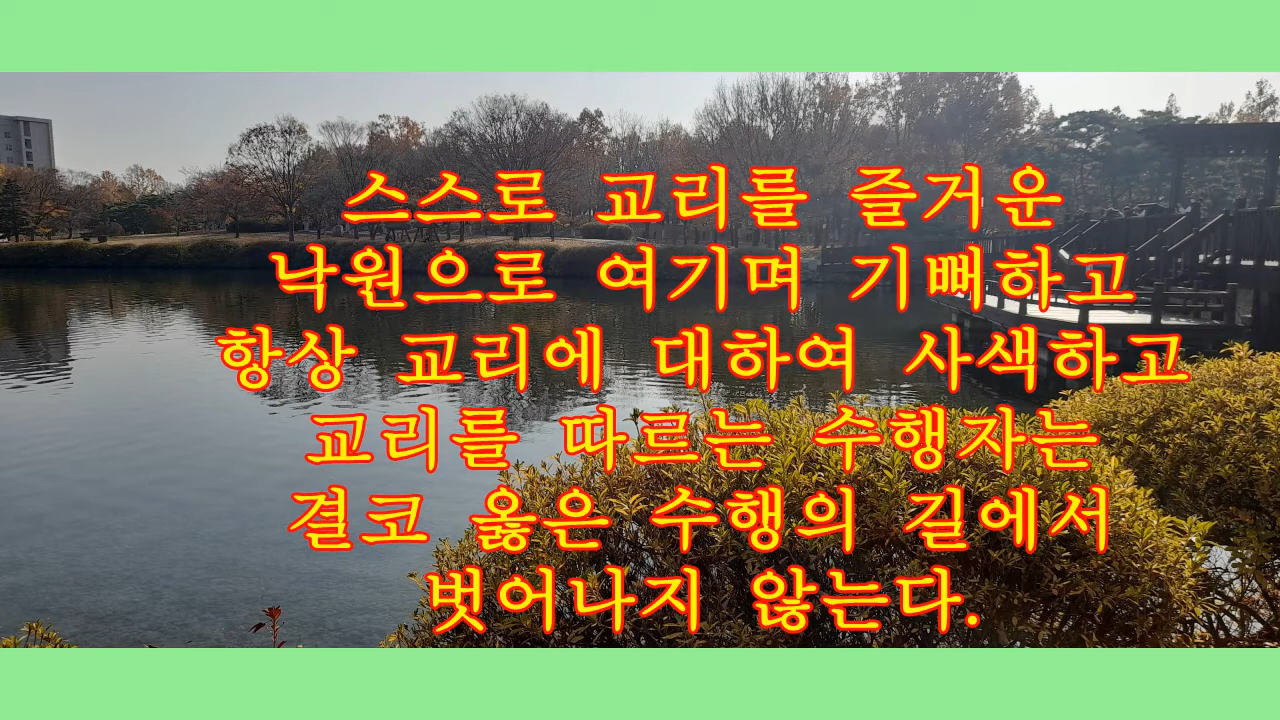 스스로 교리를 즐거운
낙원으로 여기며 기뻐하고
항상 교리에 대하여 사색하고
교리를 따르는 수행자는
결코 옳은 수행의 길에서
벗어나지 않는다.